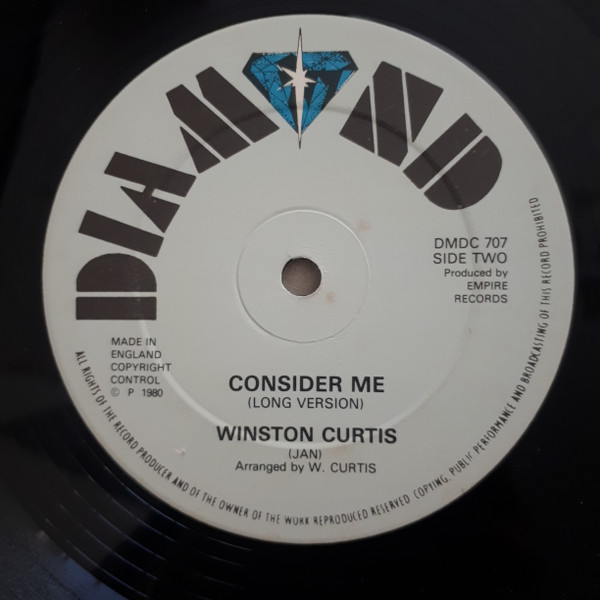 DIAMOND
DMDC 707
SIDE TWO
Produced by
EMPIRE
RECORDS
MADE IN
ENGLAND
COPYRIGHT
CONTROL
© P 1980
CONSIDER ME
(LONG VERSION)
WINSTON CURTIS
(JAN)
Arranged by W. CURTIS
ALL RIGHTS OF THE RECORD PRODUCER AND OF THE OWNER OF THE WORK REPRODUCED RESERVED COPYING, PUBLIC PERFORMANCE AND BROADCASTING OF THIS RECORD PROHIBITED